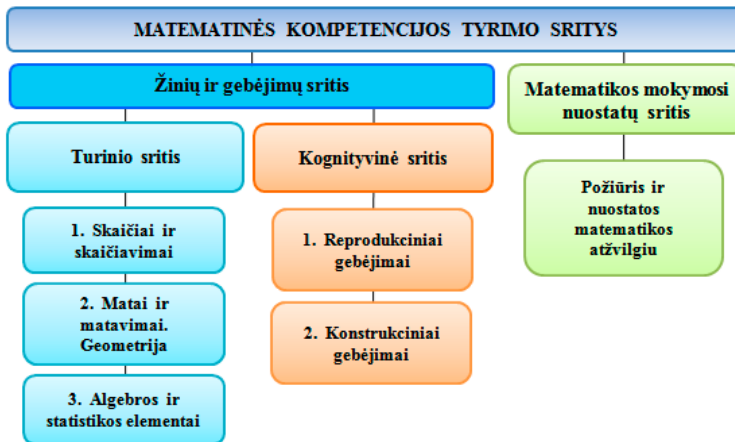 MATEMATINĖS KOMPETENCIJOS TYRIMO SRITYS
Žinių ir gebėjimų sritis
Turinio sritis
1. Skaičiai ir
skaičiavimai
2. Matai ir
matavimai.
Geometrija
3. Algebros ir
statistikos elementai
Kognityvinė sritis
1. Reprodukciniai
gebėjimai
2. Konstrukciniai
gebėjimai
Matematikos mokymosi
nuostatų sritis
Požiūris ir
nuostatos
matematikos
atžvilgiu